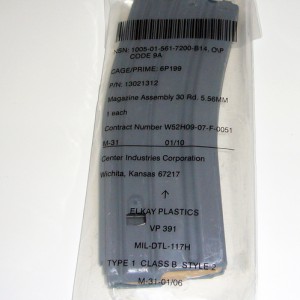 NSN: 1005-01-561-7200-B14, O\P
CODE 9A
CAGE/PRIME: 6P199
P/N: 13021312
Magazine Assembly 30 Rd. 5.56MM
1 each
Contract Number W52H09-07-F-0051
M-31 01/10
Center Industries Corporation
Wichita, Kansas 67217
ELKAY PLASTICS
VP 391
MIL-DTL-117H
TYPE 1 CLASS B STYLE 2
M-31-01/06